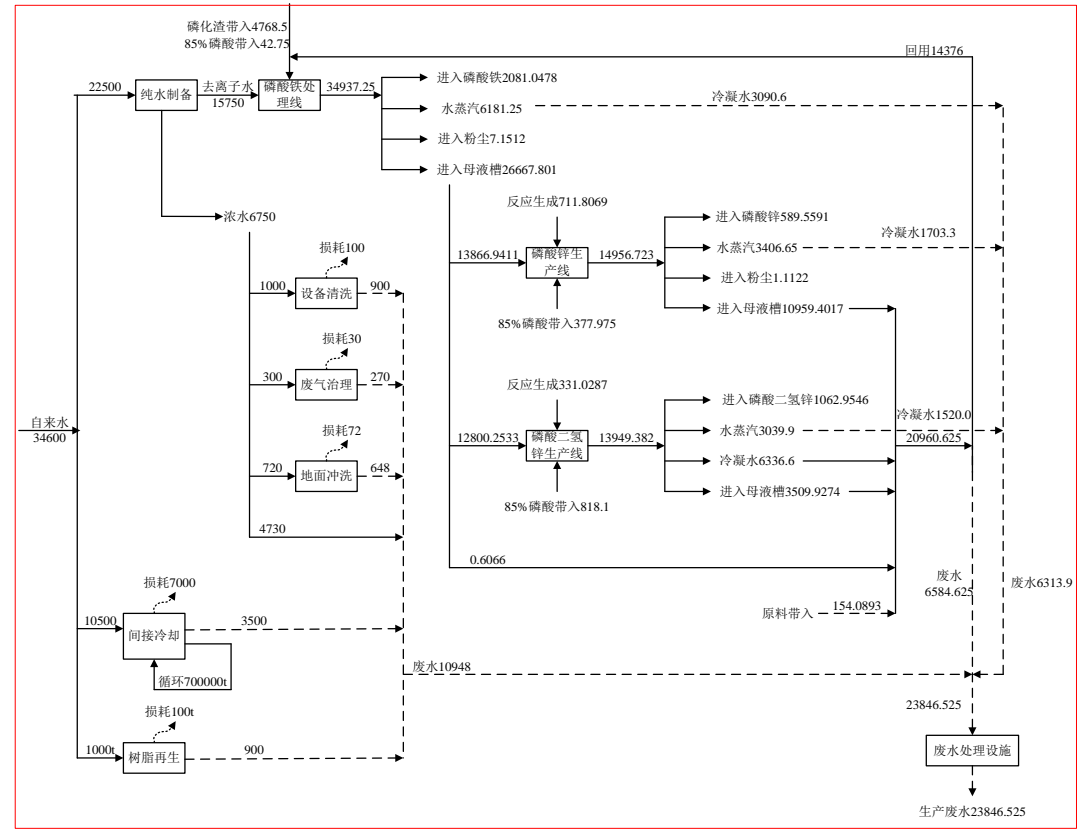 磷化渣带入4768.5
85%磷酸带入42.75
回用14376
22500
纯水制备
去离子水
15750
磷酸铁处
理线
34937.25
进入磷酸铁2081.0478
水蒸汽6181.25
冷凝水3090.6
进入粉尘7.1512
进入母液槽26667.801
浓水6750
反应生成711.8069
13866.9411
磷酸锌生
产线
14956.723
进入磷酸锌589.5591
水蒸汽3406.65
冷凝水1703.3
进入粉尘1.1122
进入母液槽10959.4017
85%磷酸带入377.975
损耗100
1000
设备清洗
900
损耗30
300
废气治理
270
反应生成331.0287
12800.2533
磷酸二氢
锌生产线
13949.382
进入磷酸二氢锌1062.9546
水蒸汽3039.9
冷凝水1520.0
20960.625
冷凝水6336.6
进入母液槽3509.9274
85%磷酸带入818.1
自来水
34600
损耗72
720
地面冲洗
648
4730
0.6066
废水
6584.625
废水6313.9
原料带入
154.0893
损耗7000
10500
间接冷却
3500
循环700000t
废水10948
损耗100t
1000t
树脂再生
900
23846.525
废水处理设施
生产废水23846.525